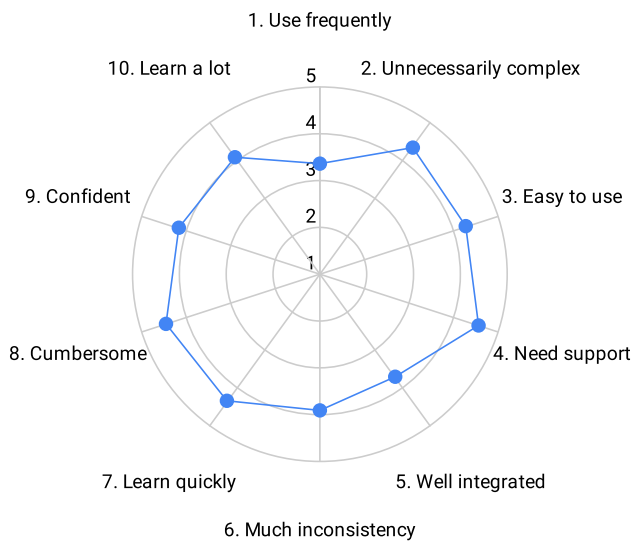 1. Use frequently
10. Learn a lot
2. Unnecessarily complex
5
4
3
2
1
9. Confident
3. Easy to use
8. Cumbersome
4. Need support
7. Learn quickly
5. Well integrated
6. Much inconsistency